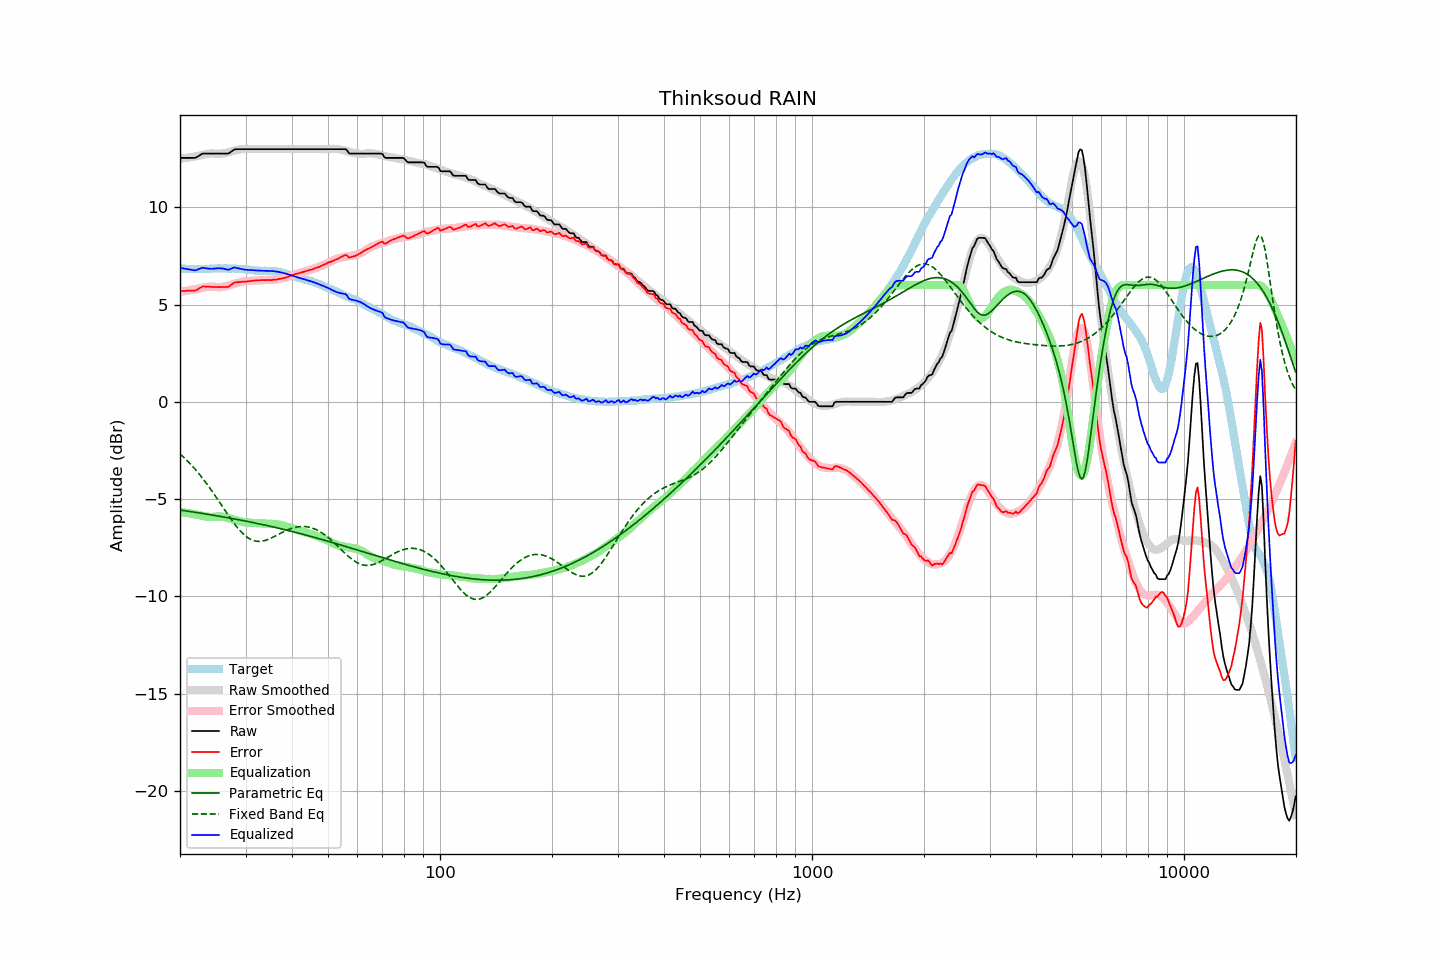 Thinksoud RAIN
Amplitude (dBr)
10
5
0
−5
−10
−15
−20
Target
Raw Smoothed
Error Smoothed
Raw
Error
Equalization
Parametric Eq
Fixed Band Eq
Equalized
100
1000
10000
Frequency (Hz)